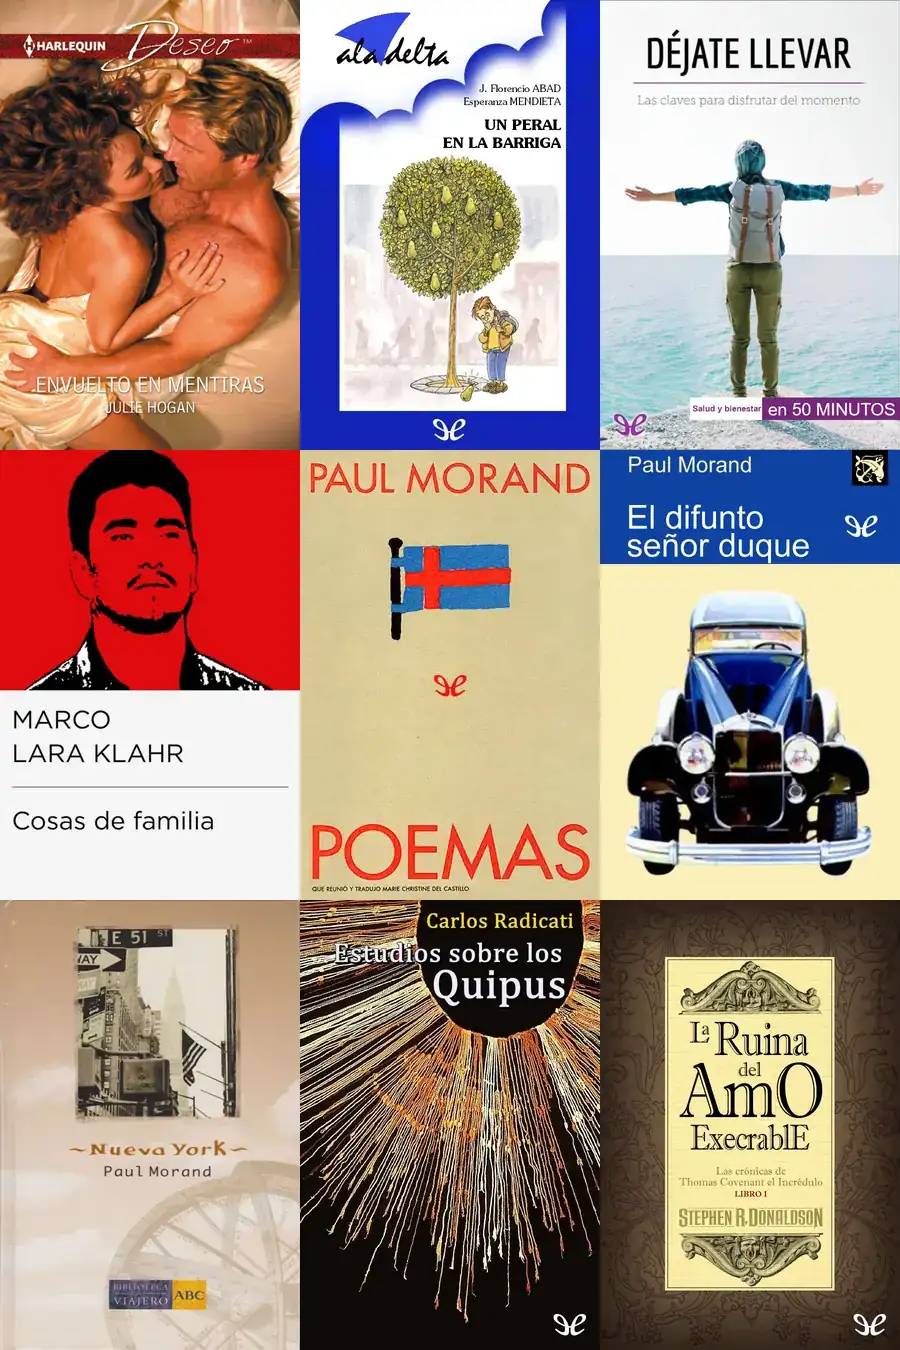 HARLEQUIN Deseo™
ENVUELTO EN MENTIRAS
JULIE HOGAN
ala delta
J. Florencio ABAD
Esperanza MENDIETA
UN PERAL
EN LA BARRIGA
DÉJATE LLEVAR
Las claves para disfrutar del momento
Salud y bienestar en 50 MINUTOS
MARCO
LARA KLAHR
Cosas de familia
PAUL MORAND
POEMAS
QUE REUNIÓ Y TRADUJO MARIE CHRISTINE DEL CASTILLO
Paul Morand
El difunto
señor duque
E 51 ST
WAY
~Nueva York~
Paul Morand
BIBLIOTECA
VIAJERO ABC
Carlos Radicati
Estudios sobre los
Quipus
La Ruina
del
AmO
ExecrablE
Las crónicas de
Thomas Covenant el Incrédulo
LIBRO I
STEPHEN R. DONALDSON